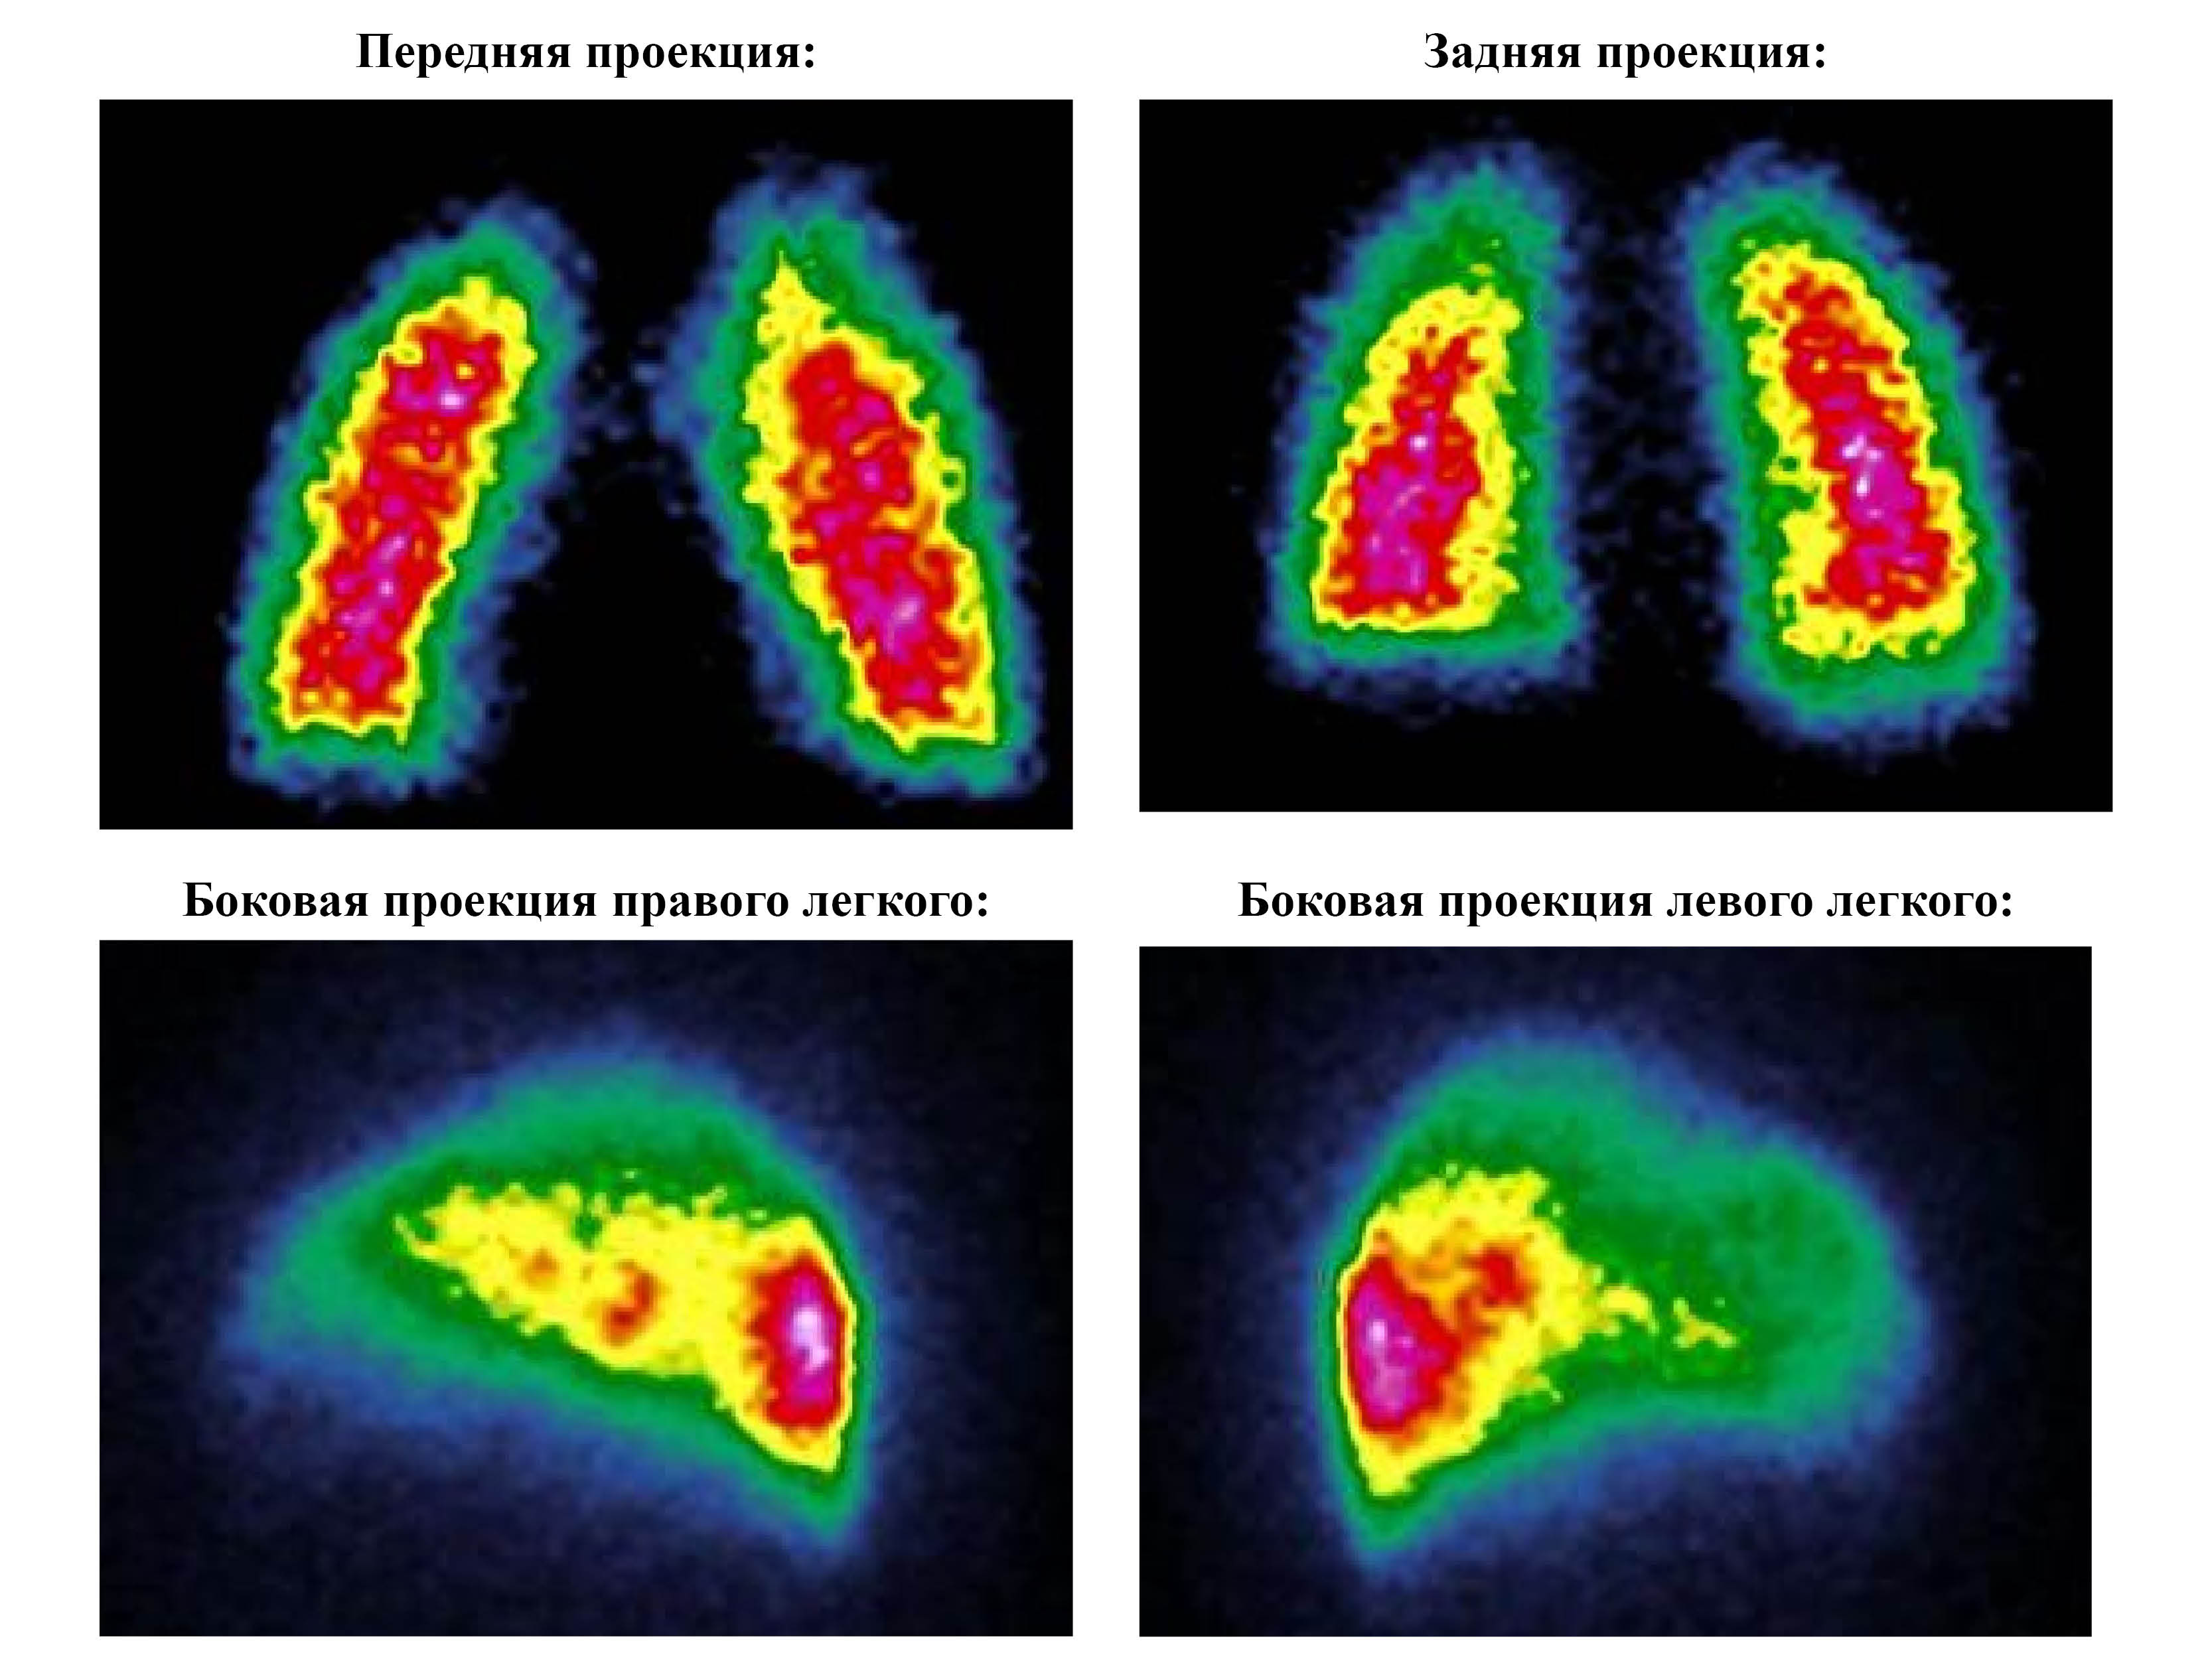 Передняя проекция:
Задняя проекция:
Боковая проекция правого легкого:
Боковая проекция левого легкого: